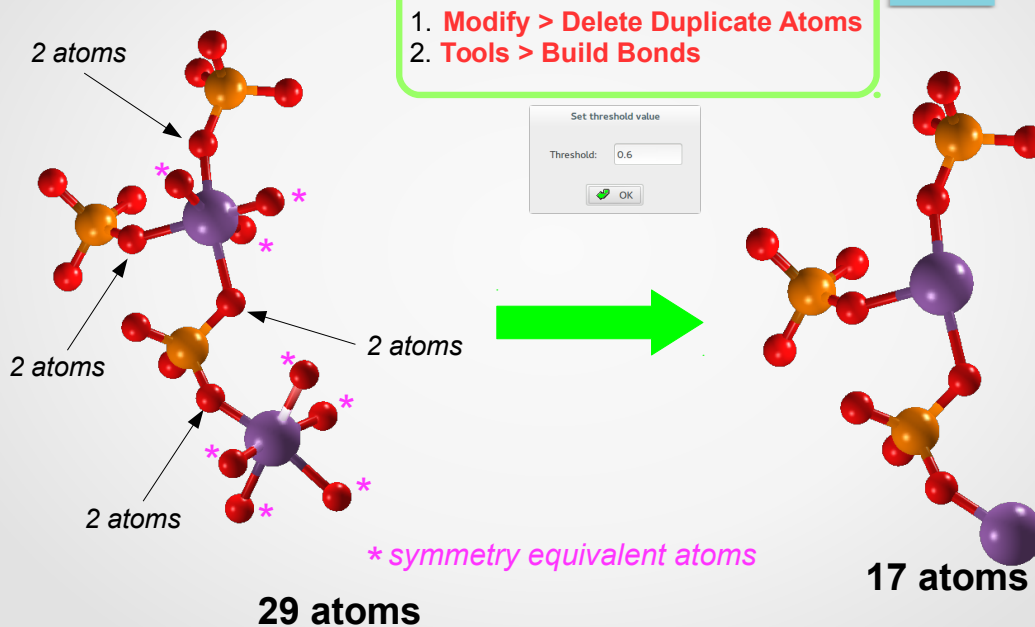 1. Modify > Delete Duplicate Atoms
2. Tools > Build Bonds
2 atoms
Set threshold value
Threshold: 0.6
OK
*
*
*
2 atoms
2 atoms
*
*
*
*
*
2 atoms
* symmetry equivalent atoms
29 atoms
17 atoms